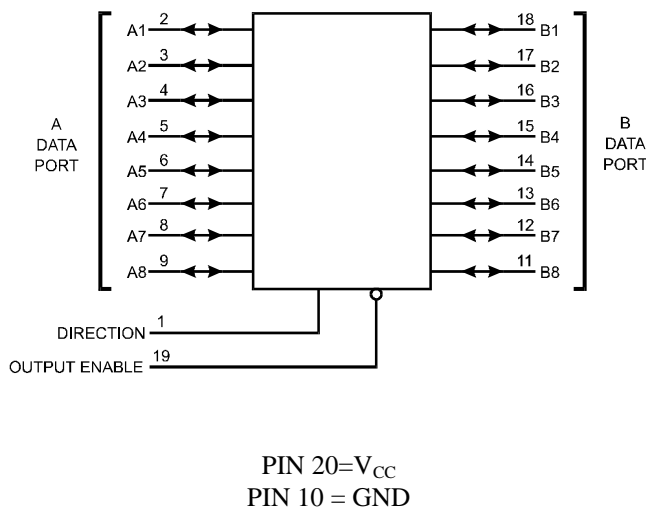 A1 2 18 B1
A2 3 17 B2
A3 4 16 B3
A4 5 15 B4
A5 6 14 B5
A6 7 13 B6
A7 8 12 B7
A8 9 11 B8
A
DATA
PORT
B
DATA
PORT
DIRECTION 1
OUTPUT ENABLE 19
PIN 20=VCC
PIN 10 = GND